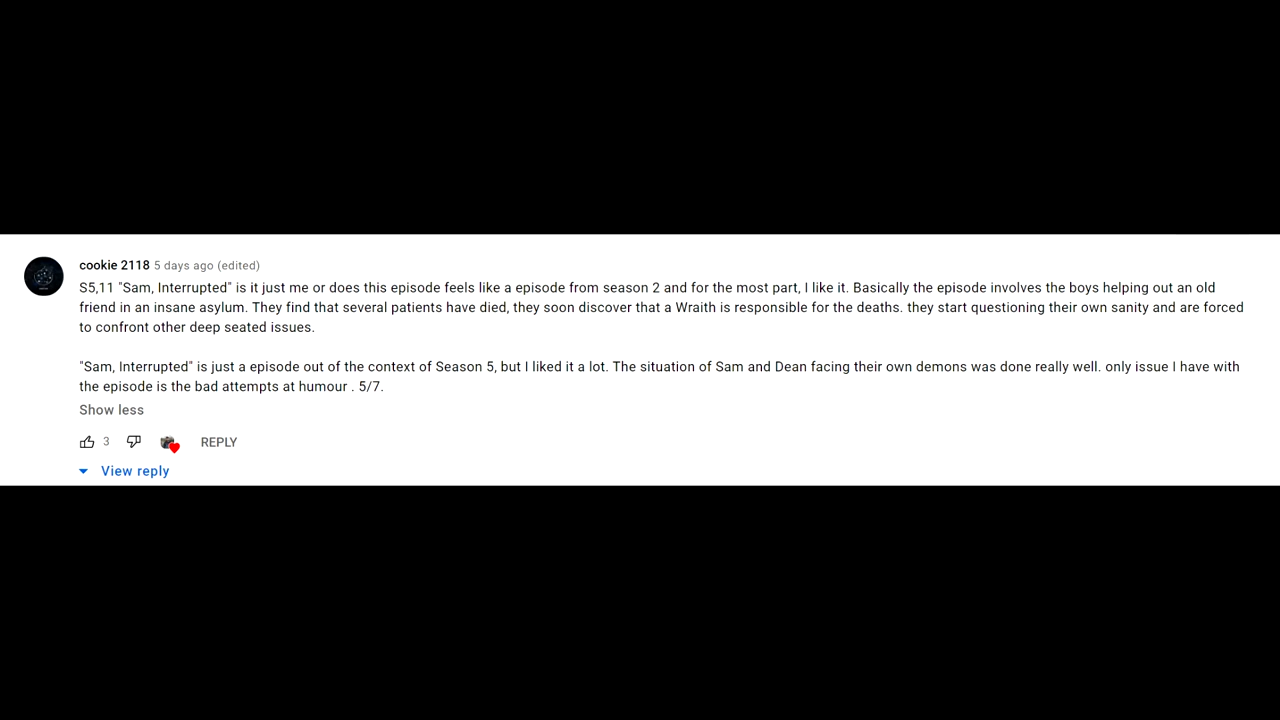 cookie 2118 5 days ago (edited)
S5,11 "Sam, Interrupted" is it just me or does this episode feels like a episode from season 2 and for the most part, I like it. Basically the episode involves the boys helping out an old
friend in an insane asylum. They find that several patients have died, they soon discover that a Wraith is responsible for the deaths. they start questioning their own sanity and are forced
to confront other deep seated issues.
"Sam, Interrupted" is just a episode out of the context of Season 5, but I liked it a lot. The situation of Sam and Dean facing their own demons was done really well. only issue I have with
the episode is the bad attempts at humour . 5/7.
Show less
3 REPLY
View reply